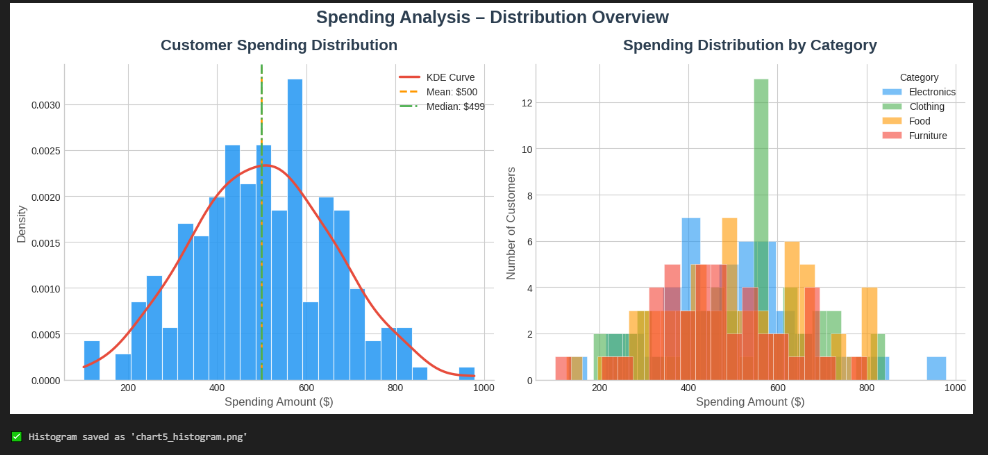 Spending Analysis – Distribution Overview
Customer Spending Distribution
KDE Curve
Mean: $500
Median: $499
Density
0.0030
0.0025
0.0020
0.0015
0.0010
0.0005
0.0000
200 400 600 800 1000
Spending Amount ($)
Spending Distribution by Category
Category
Electronics
Clothing
Food
Furniture
Number of Customers
12
10
8
6
4
2
0
200 400 600 800 1000
Spending Amount ($)
✅ Histogram saved as 'chart5_histogram.png'